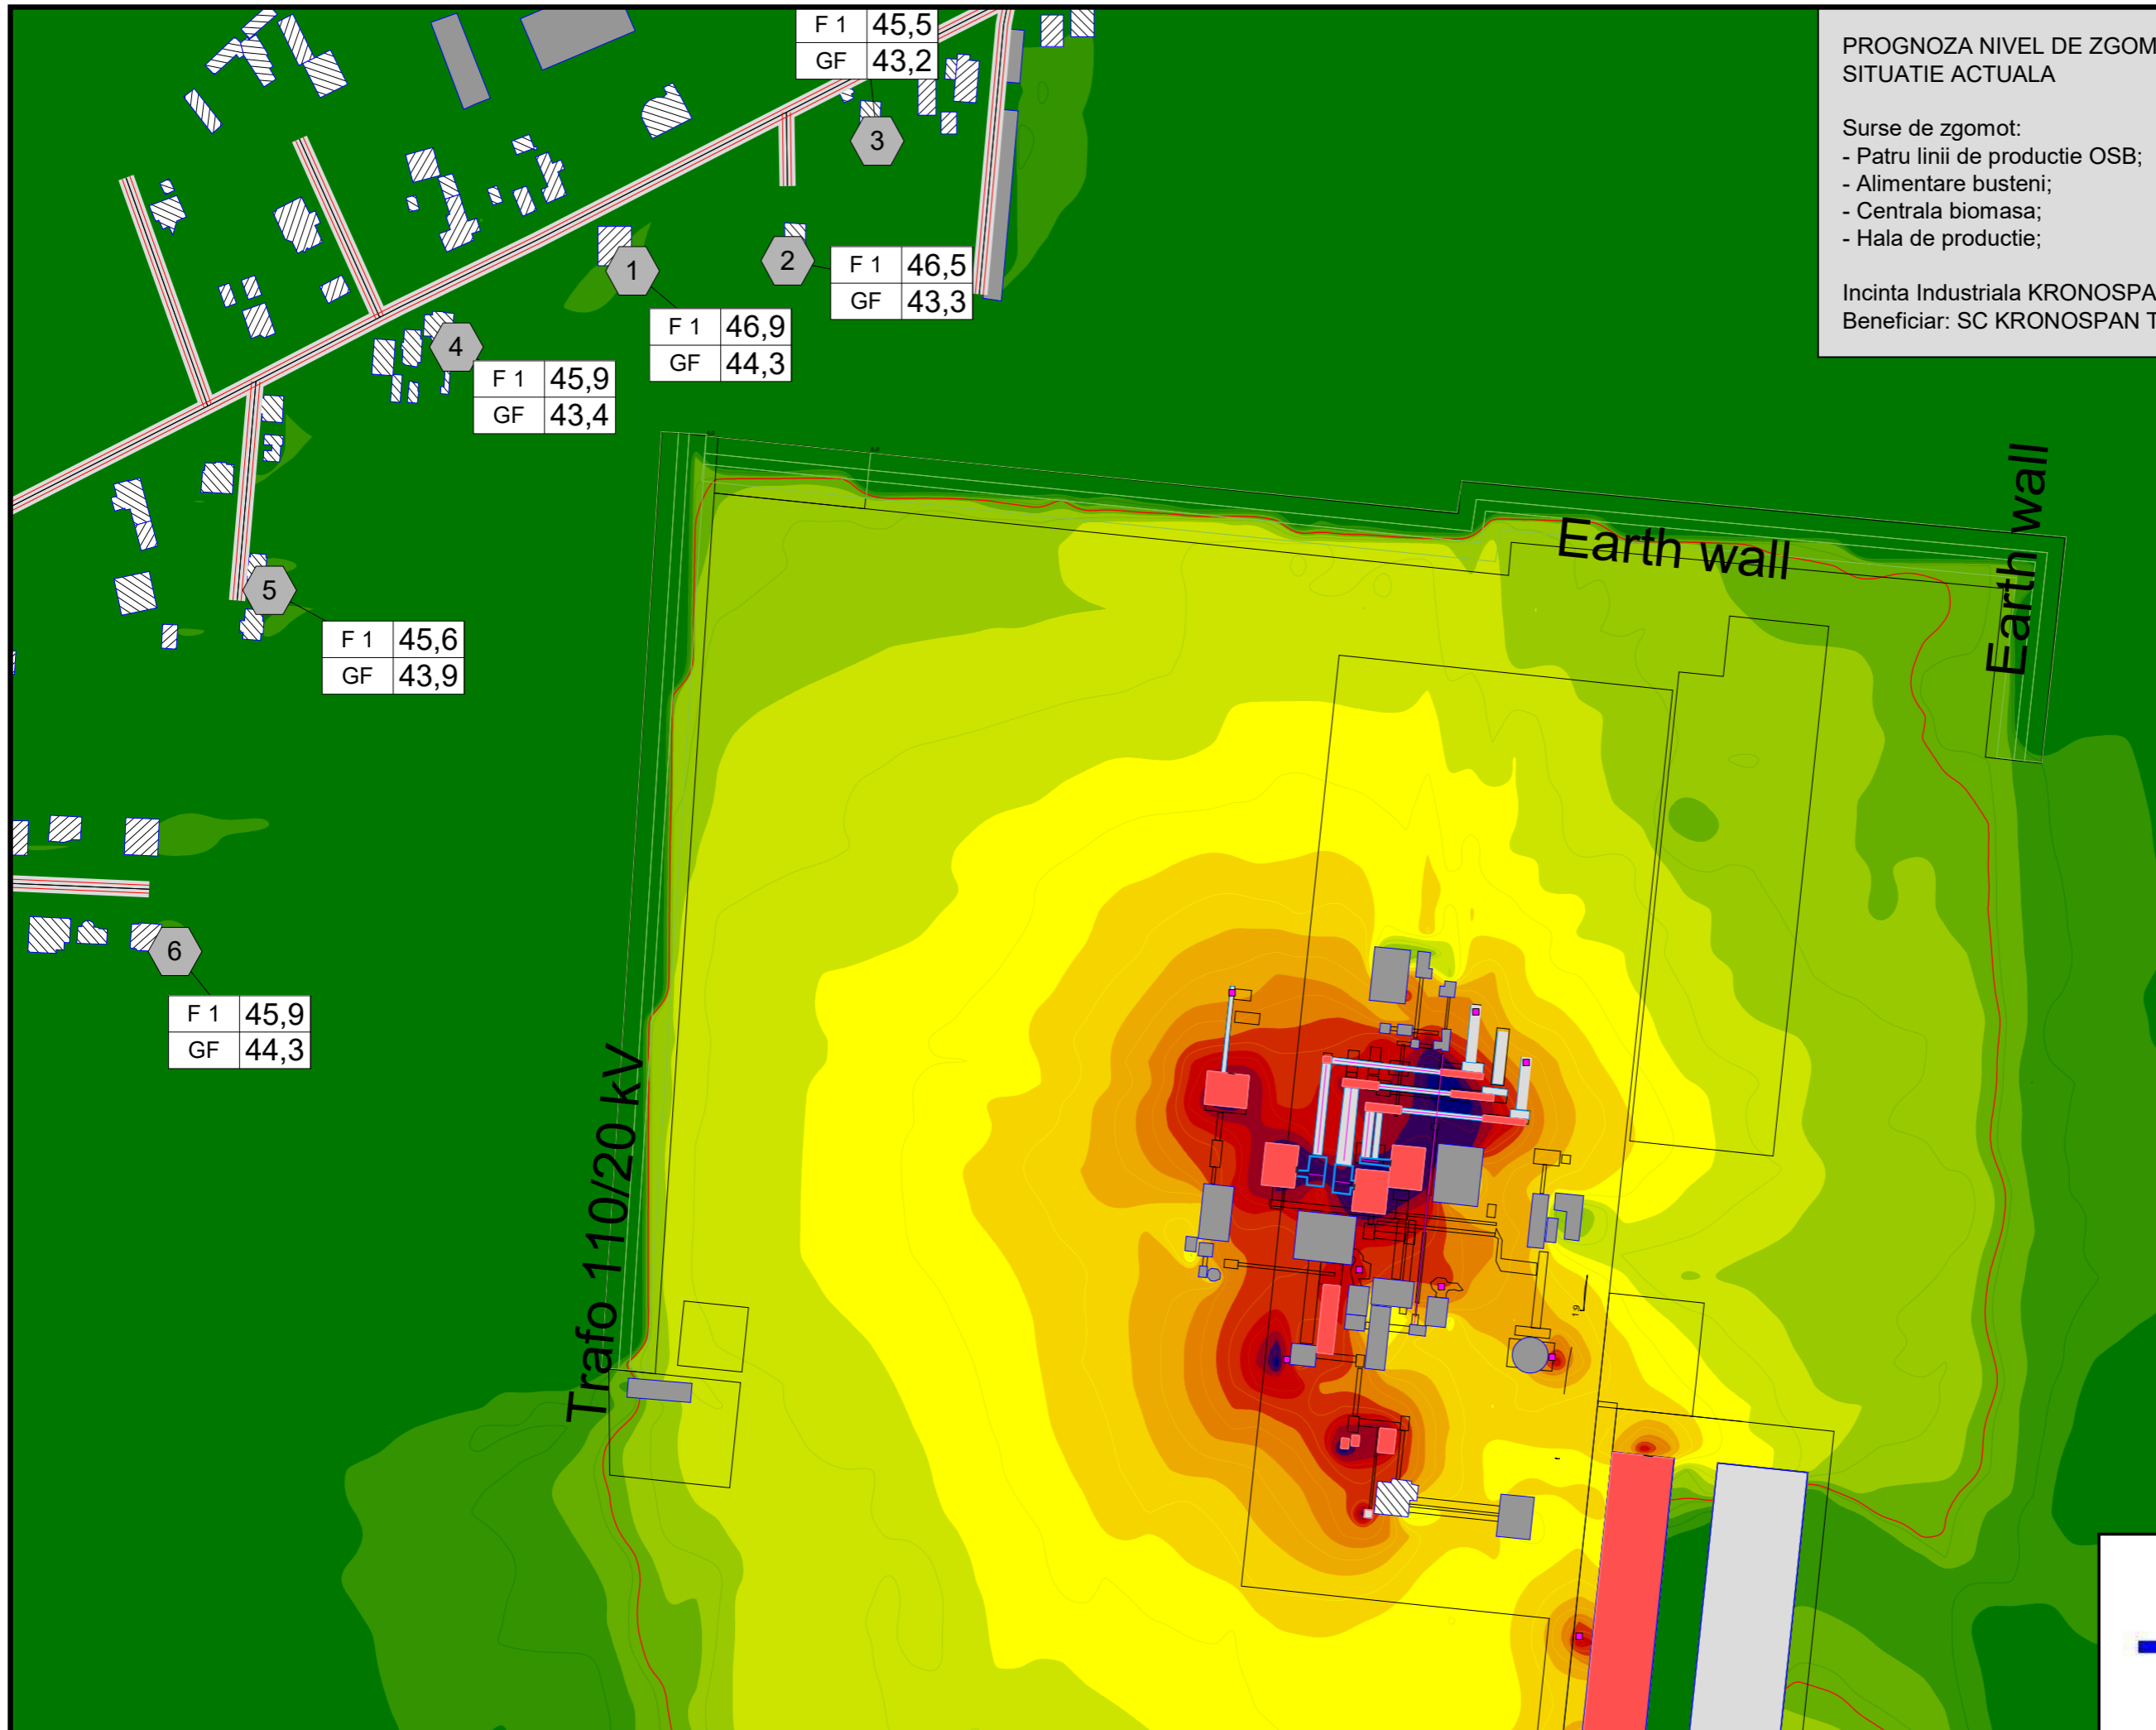 PROGNOZA NIVEL DE ZGOM
SITUATIE ACTUALA
Surse de zgomot:
- Patru linii de productie OSB;
- Alimentare busteni;
- Centrala biomasa;
- Hala de productie;
Incinta Industriala KRONOSPA
Beneficiar: SC KRONOSPAN T
F 1 45,5
GF 43,2
3
2
F 1 46,5
GF 43,3
1
F 1 46,9
GF 44,3
4
F 1 45,9
GF 43,4
Earth wall
Earth wall
5
F 1 45,6
GF 43,9
6
F 1 45,9
GF 44,3
Trafo 110/20 kV